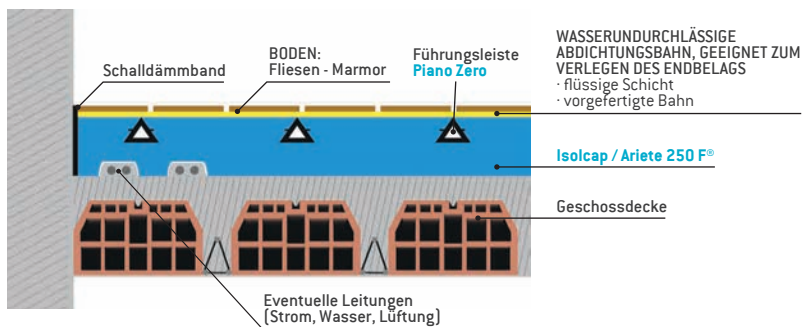 Schalldämmband
BODEN:
Fliesen - Marmor
Führungsleiste
Piano Zero
WASSERUNDURCHLÄSSIGE
ABDICHTUNGSBAHN, GEEIGNET ZUM
VERLEGEN DES ENDBELAGS
· flüssige Schicht
· vorgefertigte Bahn
Isolcap / Ariete 250 F®
Geschossdecke
Eventuelle Leitungen
(Strom, Wasser, Lüftung)